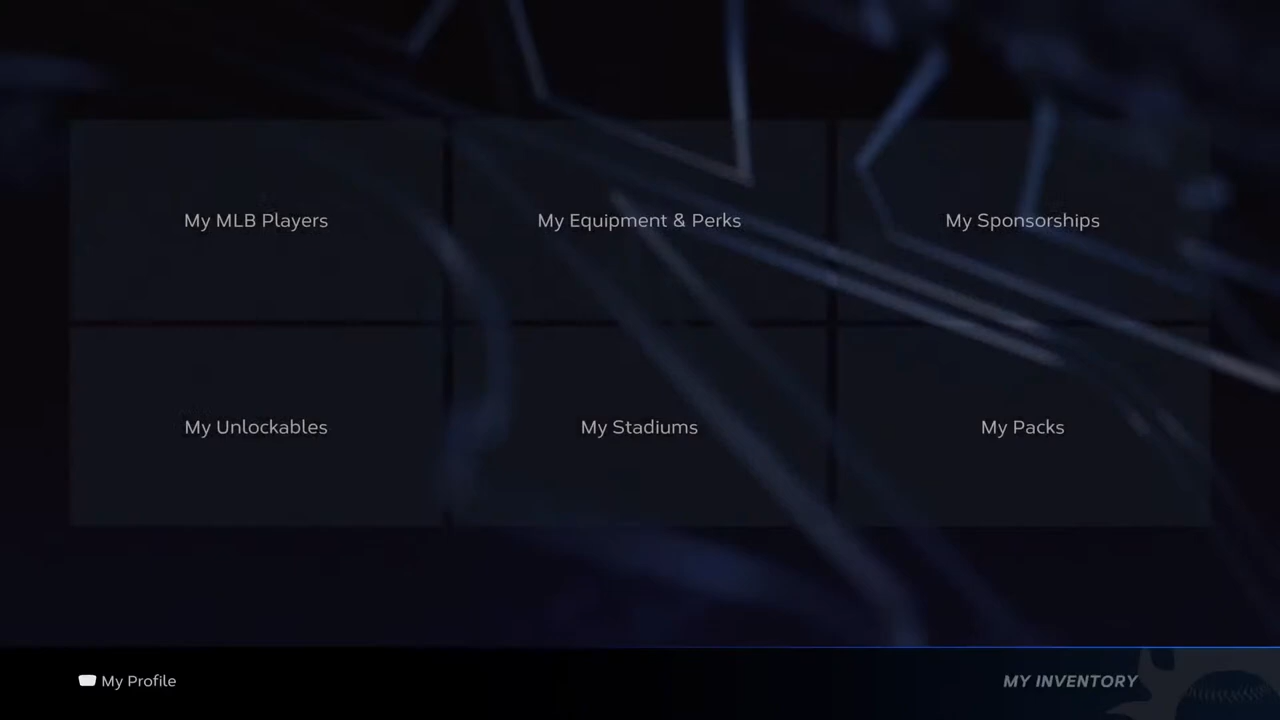 My MLB Players
My Equipment & Perks
My Sponsorships
My Unlockables
My Stadiums
My Packs
My Profile
MY INVENTORY